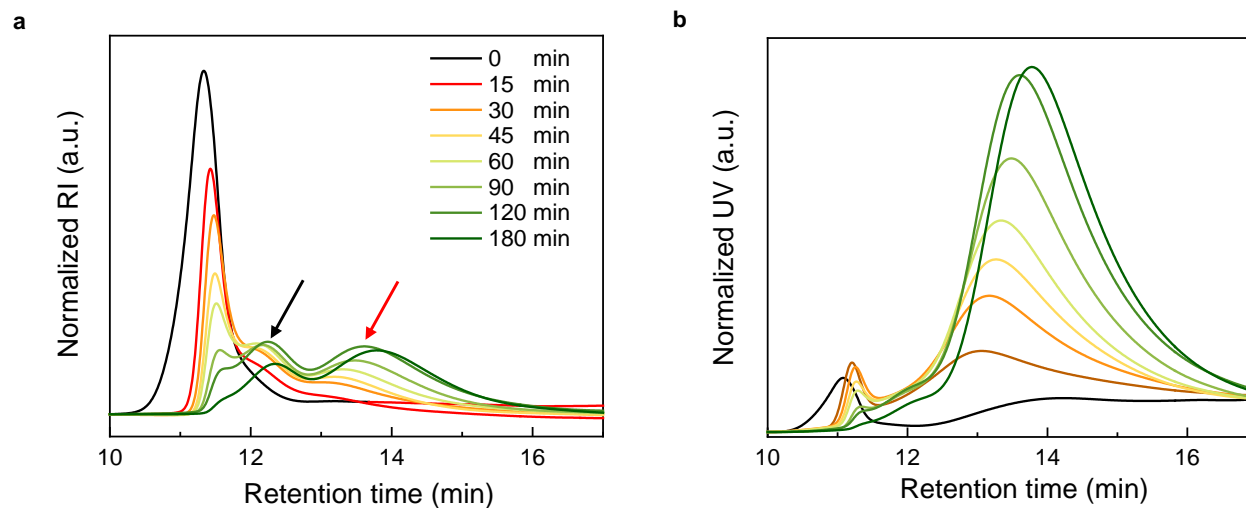 a
Normalized RI (a.u.)
0 min
15 min
30 min
45 min
60 min
90 min
120 min
180 min
10 12 14 16
Retention time (min)
b
Normalized UV (a.u.)
10 12 14 16
Retention time (min)